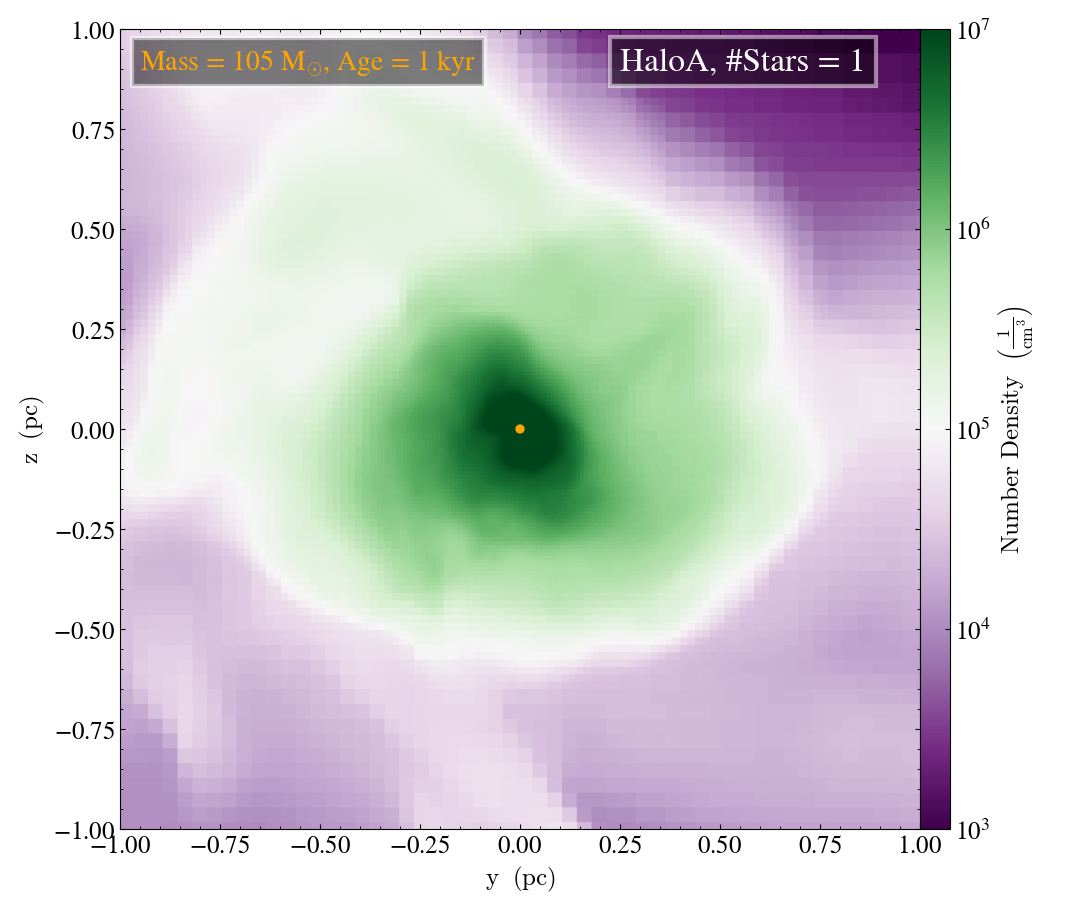 Mass = 105 M☉, Age = 1 kyr
HaloA, #Stars = 1
1.00
0.75
0.50
0.25
0.00
−0.25
−0.50
−0.75
−1.00
z (pc)
−1.00 −0.75 −0.50 −0.25 0.00 0.25 0.50 0.75 1.00
y (pc)
10⁷
10⁶
10⁵
10⁴
10³
Number Density (1/cm³)